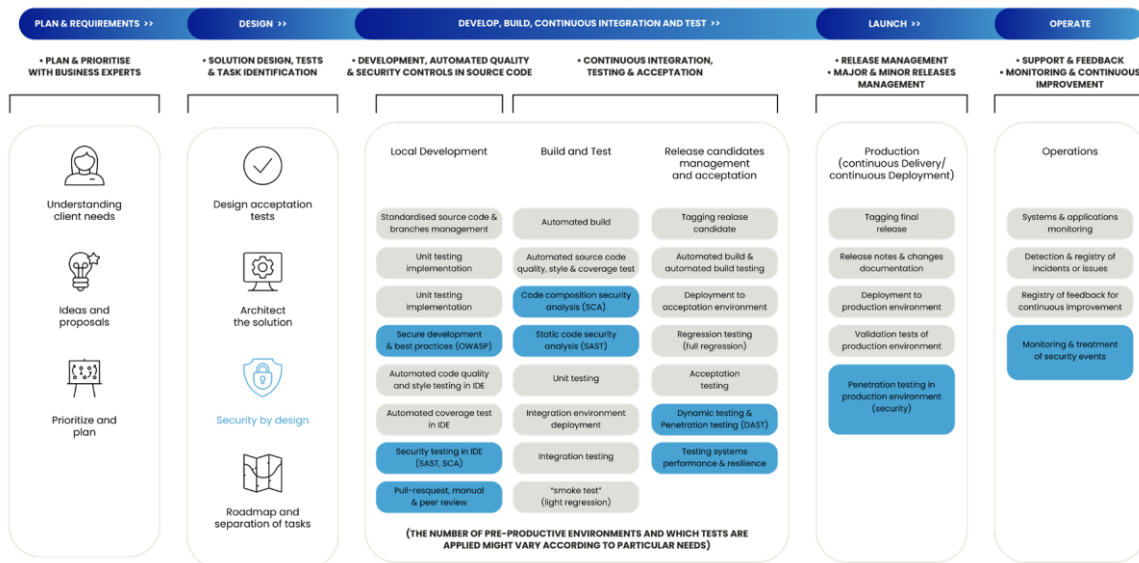 PLAN & REQUIREMENTS >>
DESIGN >>
DEVELOP, BUILD, CONTINUOUS INTEGRATION AND TEST >>
LAUNCH >>
OPERATE
• PLAN & PRIORITISE
WITH BUSINESS EXPERTS
• SOLUTION DESIGN, TESTS
& TASK IDENTIFICATION
• DEVELOPMENT, AUTOMATED QUALITY
& SECURITY CONTROLS IN SOURCE CODE
• CONTINUOUS INTEGRATION,
TESTING & ACCEPTATION
• RELEASE MANAGEMENT
• MAJOR & MINOR RELEASES
MANAGEMENT
• SUPPORT & FEEDBACK
• MONITORING & CONTINUOUS
IMPROVEMENT
Understanding
client needs
Ideas and
proposals
Prioritize and
plan
Design acceptation
tests
Architect
the solution
Security by design
Roadmap and
separation of tasks
Local Development
Standardised source code &
branches management
Unit testing
implementation
Unit testing
implementation
Secure development
& best practices (OWASP)
Automated code quality
and style testing in IDE
Automated coverage test
in IDE
Security testing in IDE
(SAST, SCA)
Pull-resquest, manual
& peer review
Build and Test
Automated build
Automated source code
quality, style & coverage test
Code composition security
analysis (SCA)
Static code security
analysis (SAST)
Unit testing
Integration environment
deployment
Integration testing
"smoke test"
(light regression)
Release candidates
management
and acceptation
Tagging realase
candidate
Automated build &
automated build testing
Deployment to
acceptation environment
Regression testing
(full regression)
Acceptation
testing
Dynamic testing &
Penetration testing (DAST)
Testing systems
performance & resilience
(THE NUMBER OF PRE-PRODUCTIVE ENVIRONMENTS AND WHICH TESTS ARE
APPLIED MIGHT VARY ACCORDING TO PARTICULAR NEEDS)
Production
(continuous Delivery/
continuous Deployment)
Tagging final
release
Release notes & changes
documentation
Deployment to
production environment
Validation tests of
production environment
Penetration testing in
production environment
(security)
Operations
Systems & applications
monitoring
Detection & registry of
incidents or issues
Registry of feedback for
continuous improvement
Monitoring & treatment
of security events